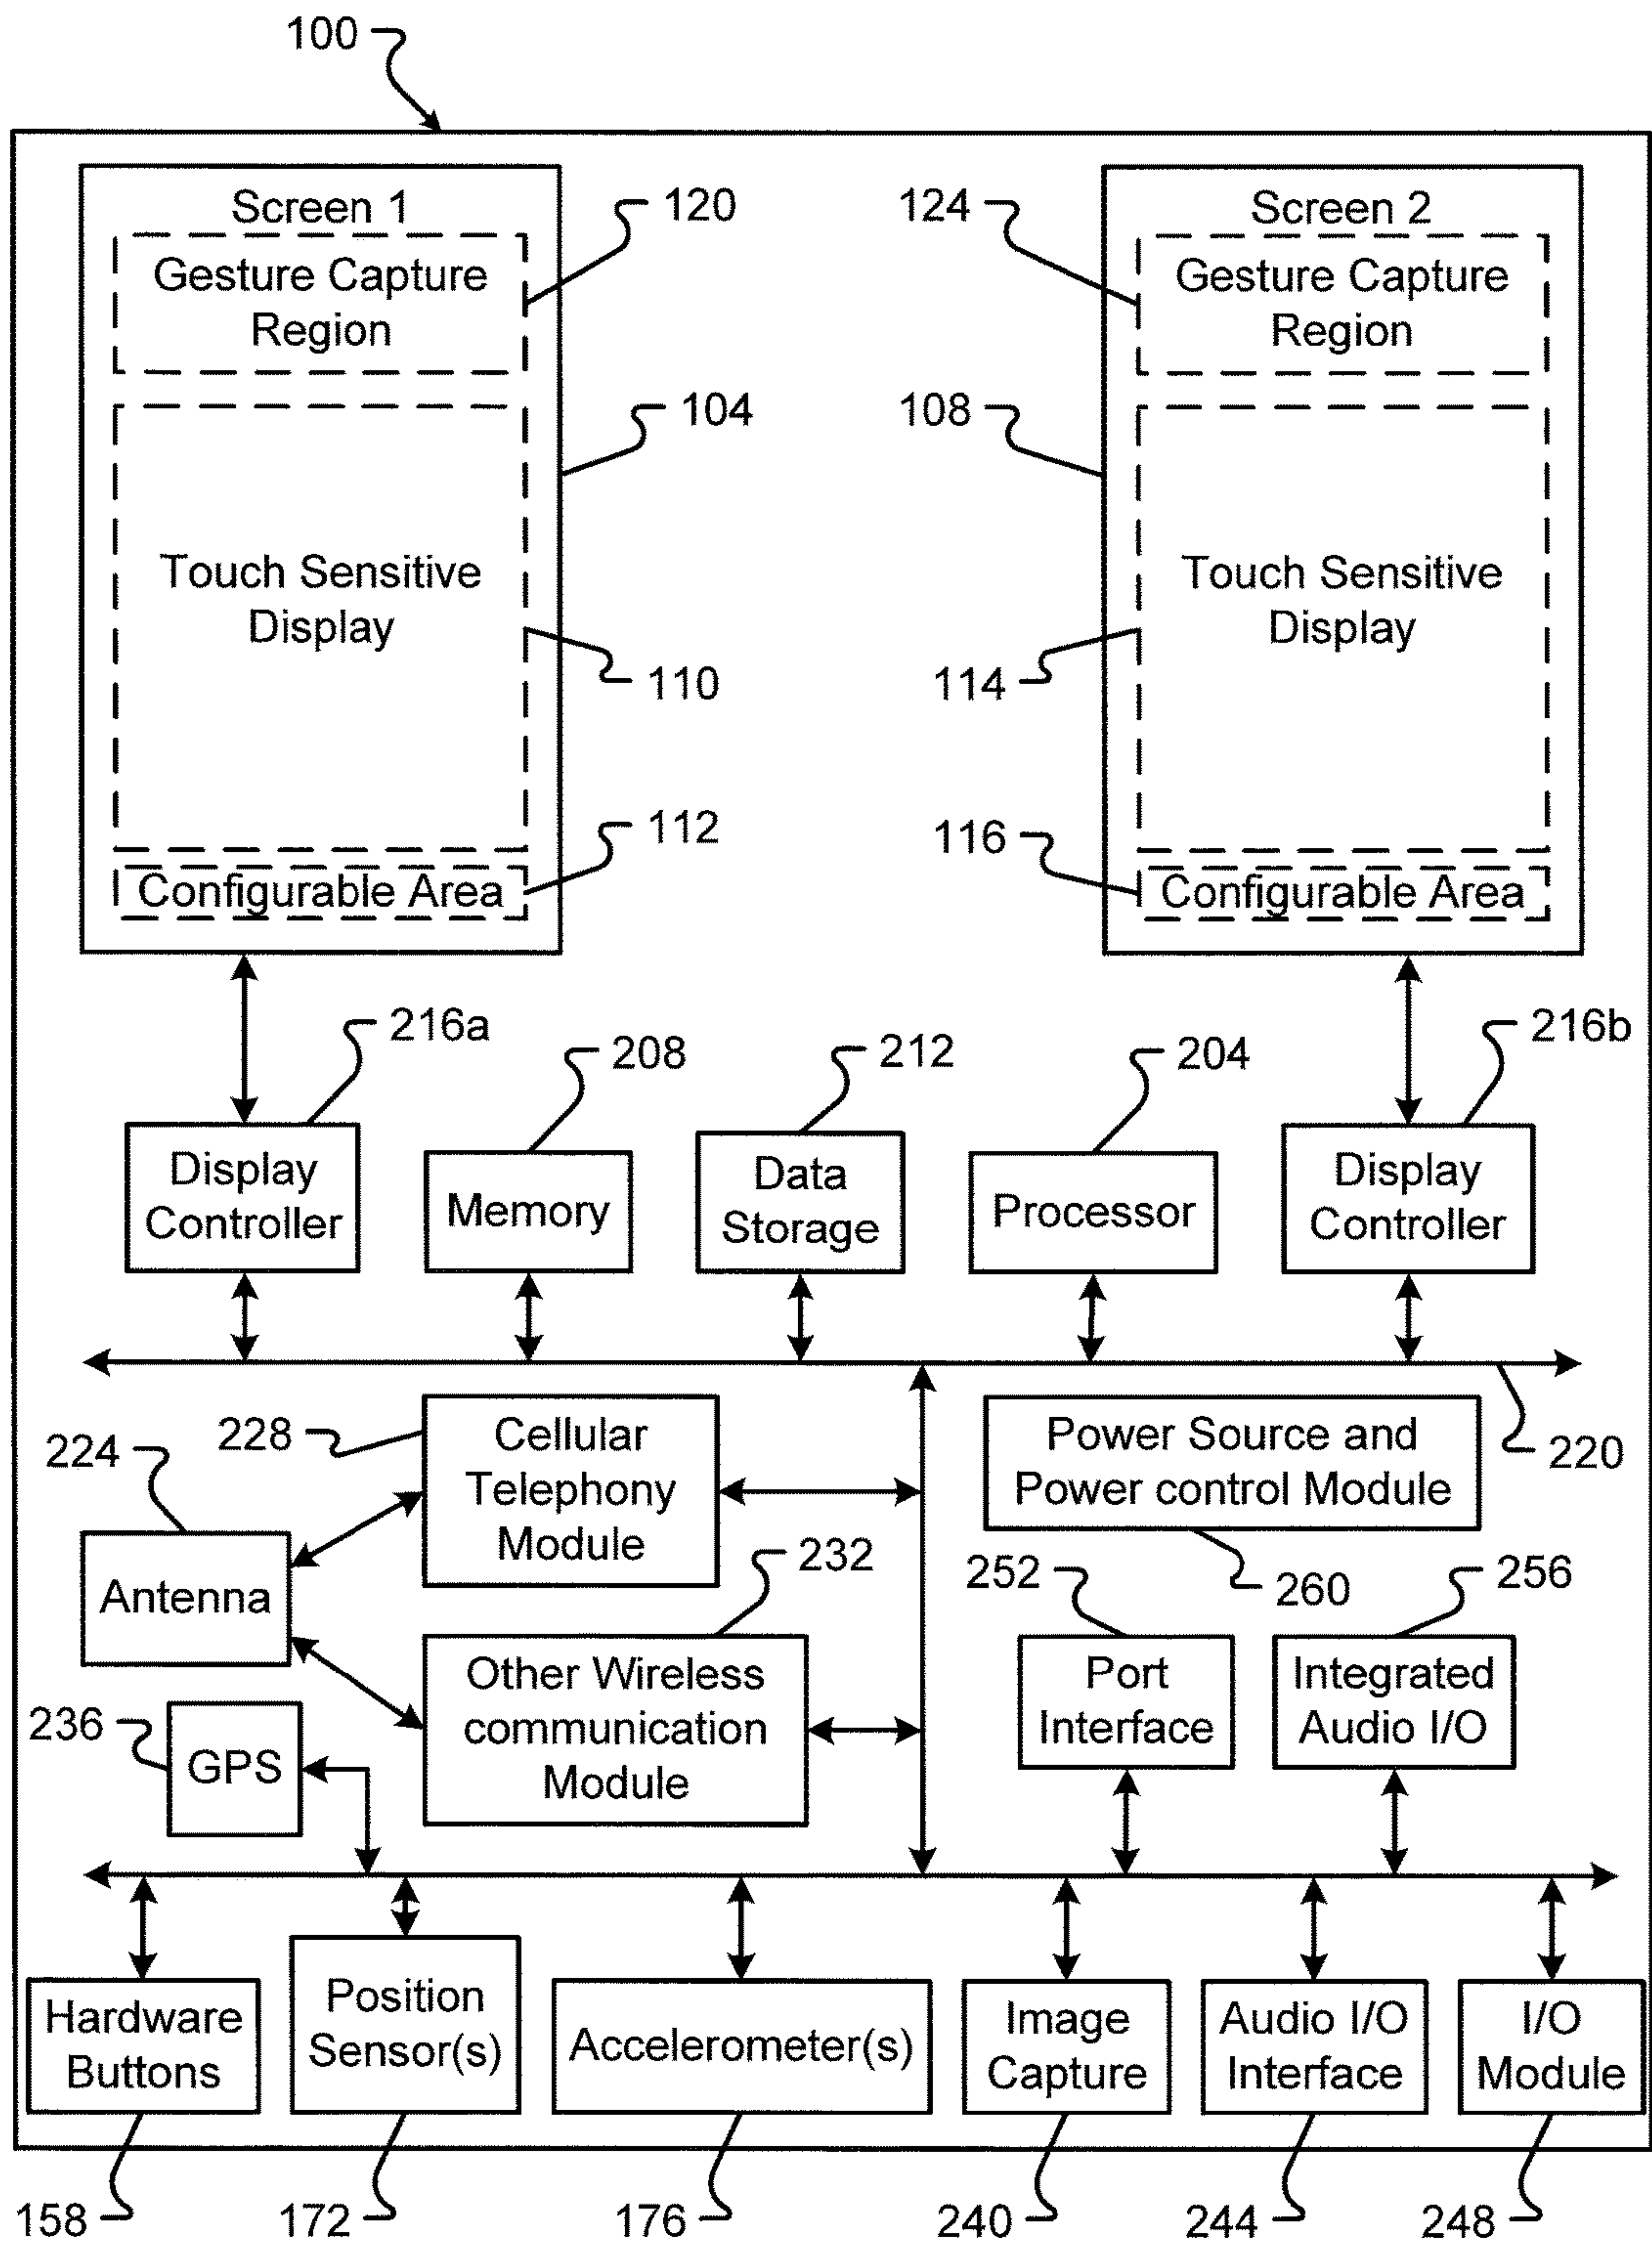 100
Screen 1
Gesture Capture
Region
120
104
Touch Sensitive
Display
110
112
Configurable Area
Screen 2
124
Gesture Capture
Region
108
Touch Sensitive
Display
114
116
Configurable Area
216a
208
212
204
216b
Display
Controller
Memory
Data
Storage
Processor
Display
Controller
220
228
Cellular
Telephony
Module
Power Source and
Power control Module
260
224
Antenna
232
Other Wireless
communication
Module
252
Port
Interface
256
Integrated
Audio I/O
236
GPS
Hardware
Buttons
Position
Sensor(s)
Accelerometer(s)
Image
Capture
Audio I/O
Interface
I/O
Module
158
172
176
240
244
248